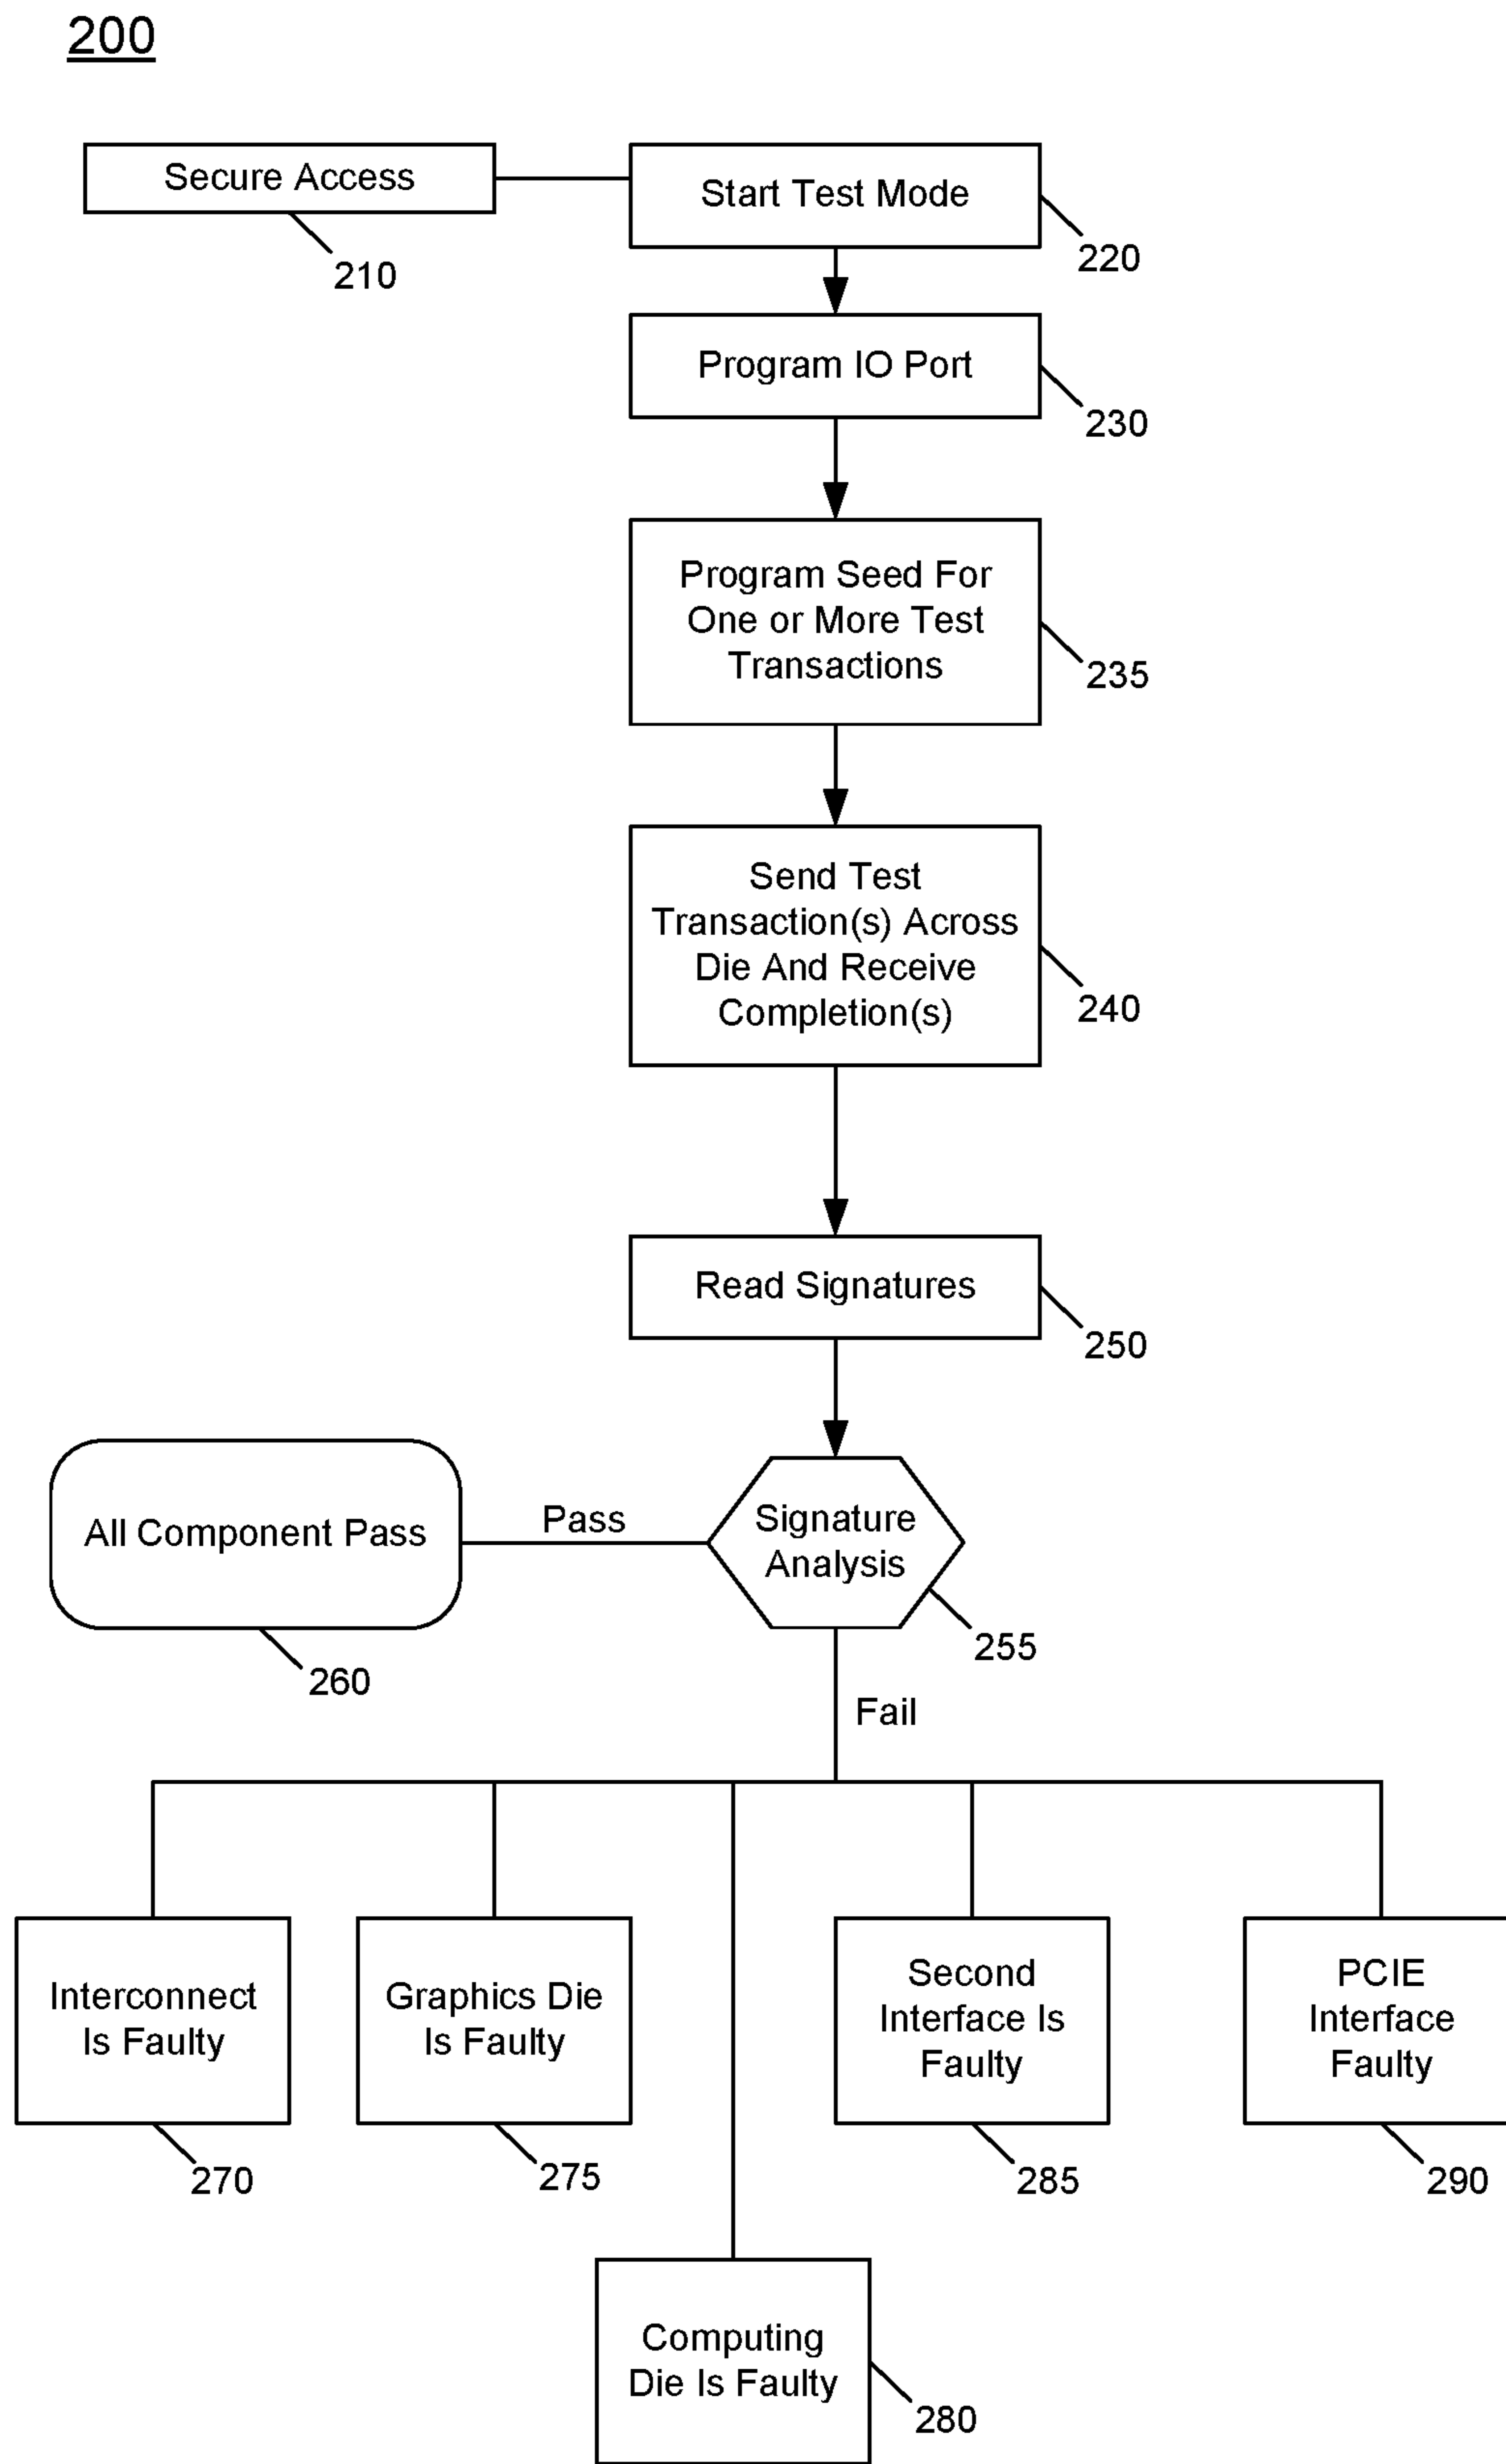 200
Secure Access
210
Start Test Mode
220
Program IO Port
230
Program Seed For
One or More Test
Transactions
235
Send Test
Transaction(s) Across
Die And Receive
Completion(s)
240
Read Signatures
250
All Component Pass
260
Pass
Signature
Analysis
255
Fail
Interconnect
Is Faulty
270
Graphics Die
Is Faulty
275
Second
Interface Is
Faulty
285
PCIE
Interface
Faulty
290
Computing
Die Is Faulty
280